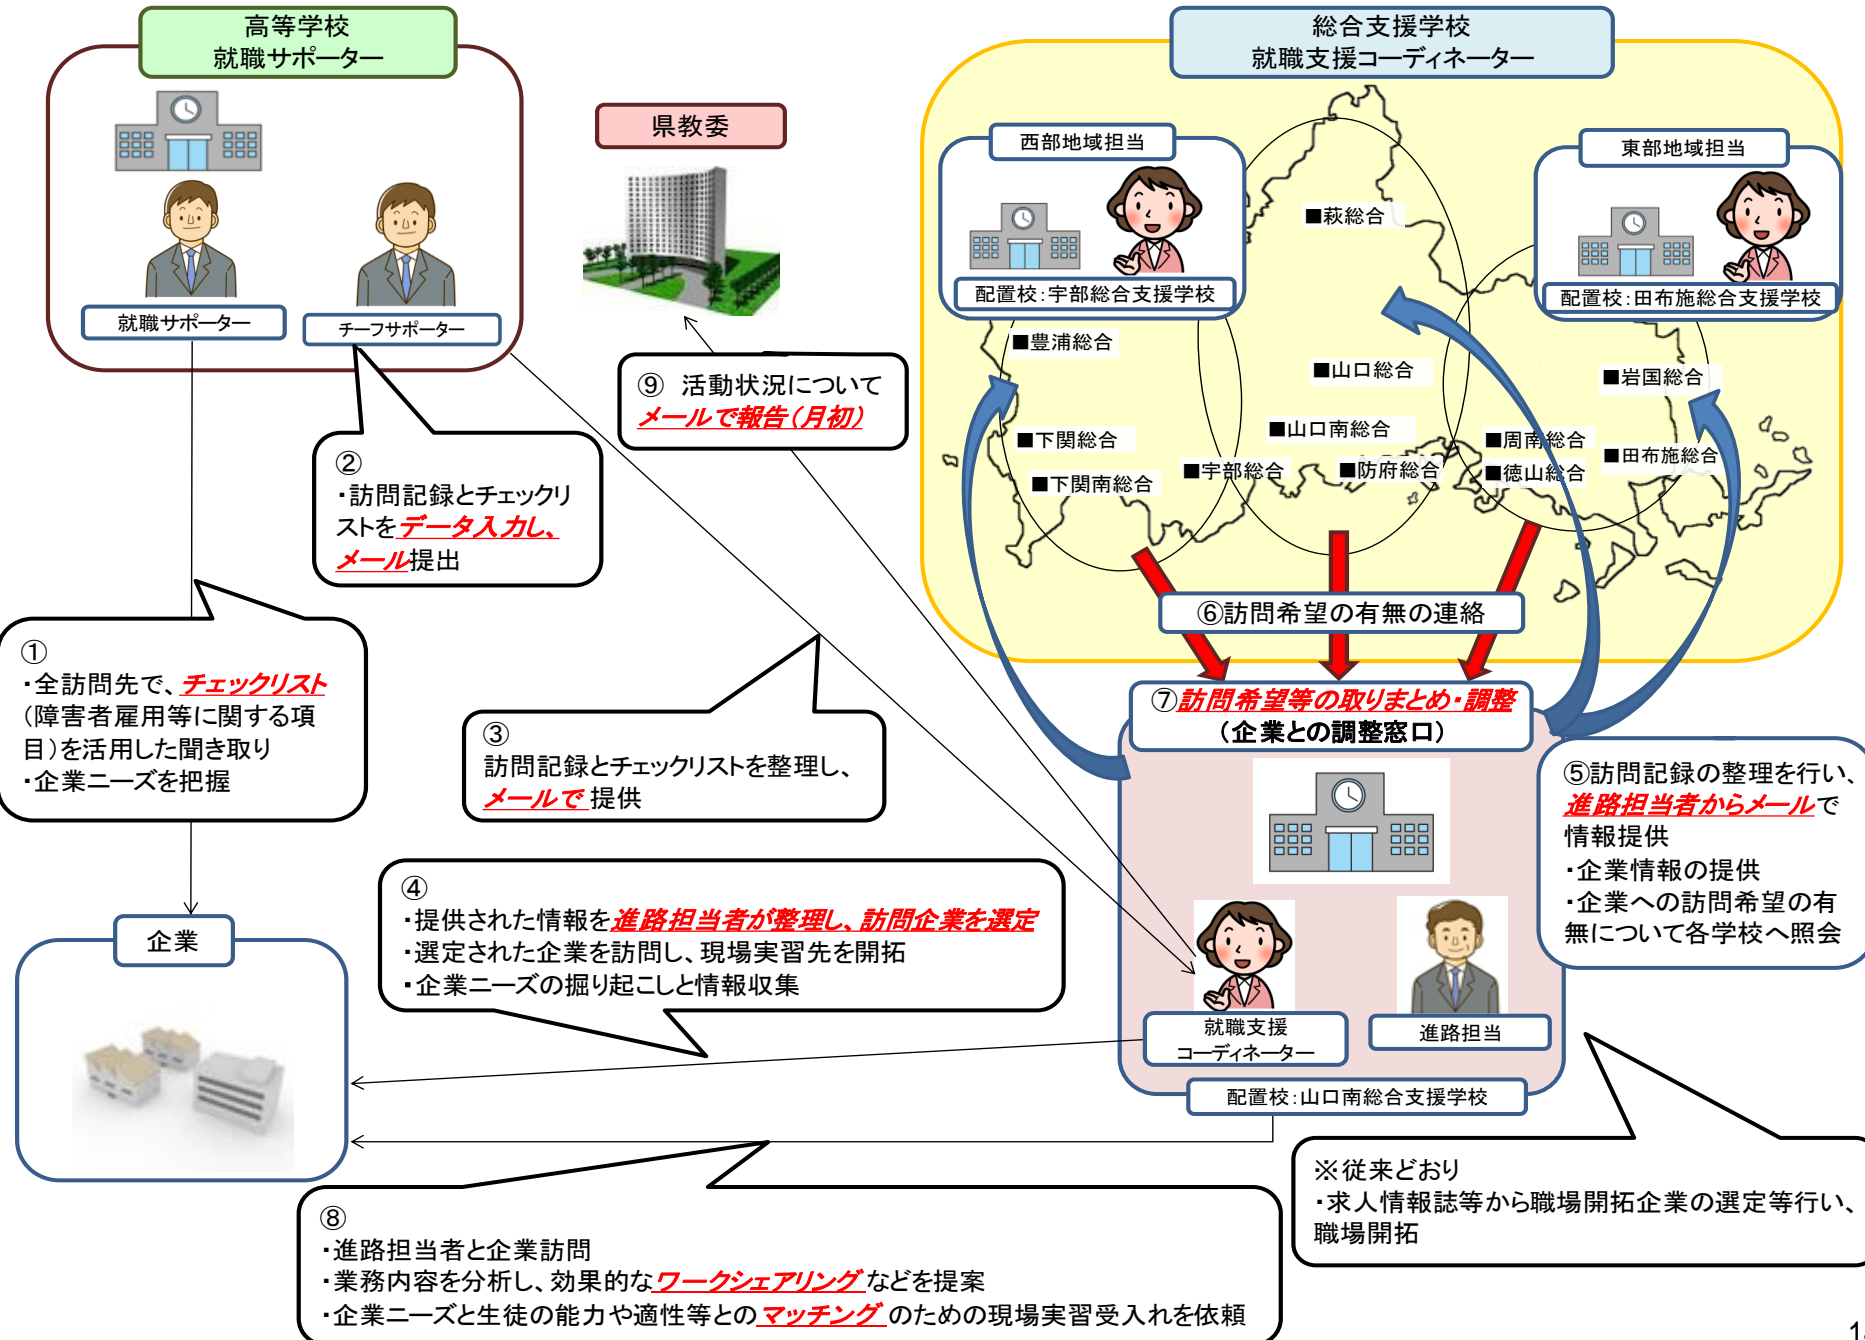 高等学校
就職サポーター
就職サポーター
チーフサポーター
県教委
総合支援学校
就職支援コーディネーター
西部地域担当
配置校：宇部総合支援学校
東部地域担当
配置校：田布施総合支援学校
■萩総合
■豊浦総合
■山口総合
■岩国総合
■下関総合
■山口南総合
■周南総合
■田布施総合
■下関南総合
■宇部総合
■防府総合
■徳山総合
⑨　活動状況について
メールで報告（月初）
②
・訪問記録とチェックリ
ストをデータ入力し、
メール提出
①
・全訪問先で、チェックリスト
（障害者雇用等に関する項
目）を活用した聞き取り
・企業ニーズを把握
③
訪問記録とチェックリストを整理し、
メールで提供
④
・提供された情報を進路担当者が整理し、訪問企業を選定
・選定された企業を訪問し、現場実習先を開拓
・企業ニーズの掘り起こしと情報収集
⑥訪問希望の有無の連絡
⑦訪問希望等の取りまとめ・調整
（企業との調整窓口）
⑤訪問記録の整理を行い、
進路担当者からメールで
情報提供
・企業情報の提供
・企業への訪問希望の有
無について各学校へ照会
企業
就職支援
コーディネーター
進路担当
配置校：山口南総合支援学校
※従来どおり
・求人情報誌等から職場開拓企業の選定等行い、
職場開拓
⑧
・進路担当者と企業訪問
・業務内容を分析し、効果的なワークシェアリングなどを提案
・企業ニーズと生徒の能力や適性等とのマッチングのための現場実習受入れを依頼